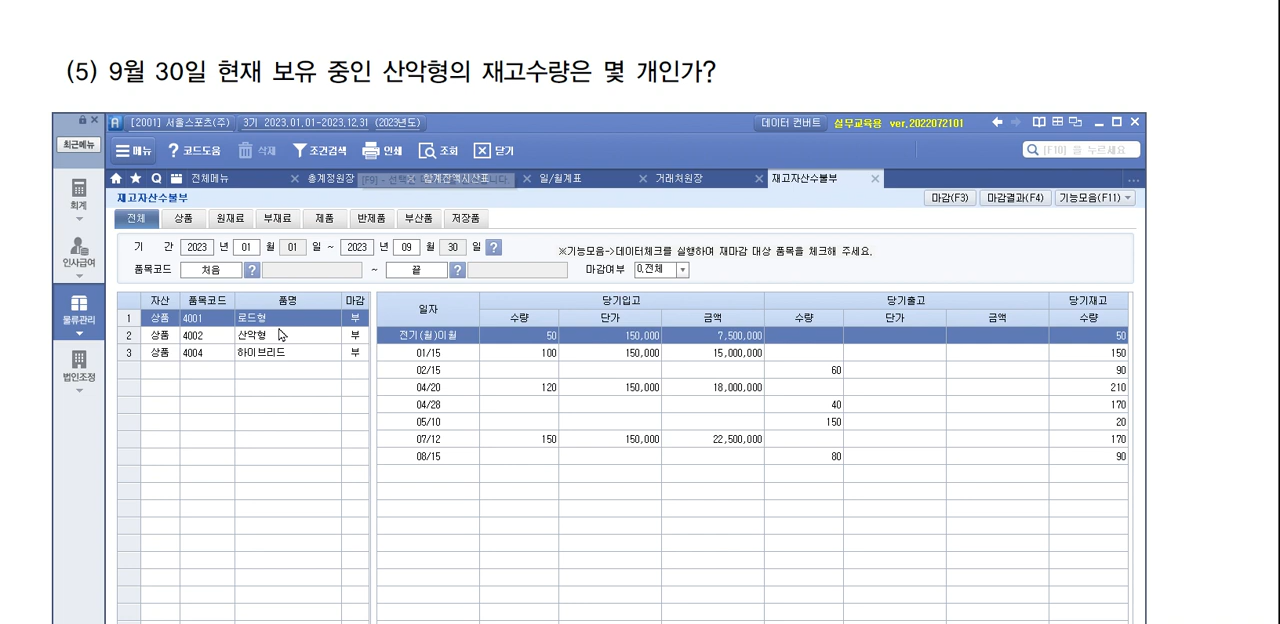 (5) 9월 30일 현재 보유 중인 산악형의 재고수량은 몇 개인가?
[2001] 서울스포츠(주) 3기 2023.01.01~2023.12.31 (2023년도) 데이터 컨버트 실무교육용 ver.2022072101
최근메뉴 메뉴 ? 코드도움 삭제 조건검색 인쇄 조회 닫기 [F10] 을 누르세요
전체메뉴 × 총계정원장 합계잔액시산표 × 일/월계표 × 거래처원장 × 재고자산수불부 × ...
회계
재고자산수불부 마감(F3) 마감결과(F4) 기능모음(F11)
전체 상품 원재료 부재료 제품 반제품 부산품 저장품
인사급여
기 간 2023 년 01 월 01 일 ~ 2023 년 09 월 30 일 ? ※기능모음->데이터체크를 실행하여 재마감 대상 품목을 체크해 주세요.
품목코드 처음 ? ~ 끝 ? 마감여부 0.전체
물류관리
법인조정
자산 품목코드 품명 마감
1 상품 4001 로드형 부
2 상품 4002 산악형 부
3 상품 4004 하이브리드 부
일자 당기입고 당기출고 당기재고
수량 단가 금액 수량 단가 금액 수량
전기(월)이월 50 150,000 7,500,000 50
01/15 100 150,000 15,000,000 150
02/15 60 90
04/20 120 150,000 18,000,000 210
04/28 40 170
05/10 150 20
07/12 150 150,000 22,500,000 170
08/15 80 90